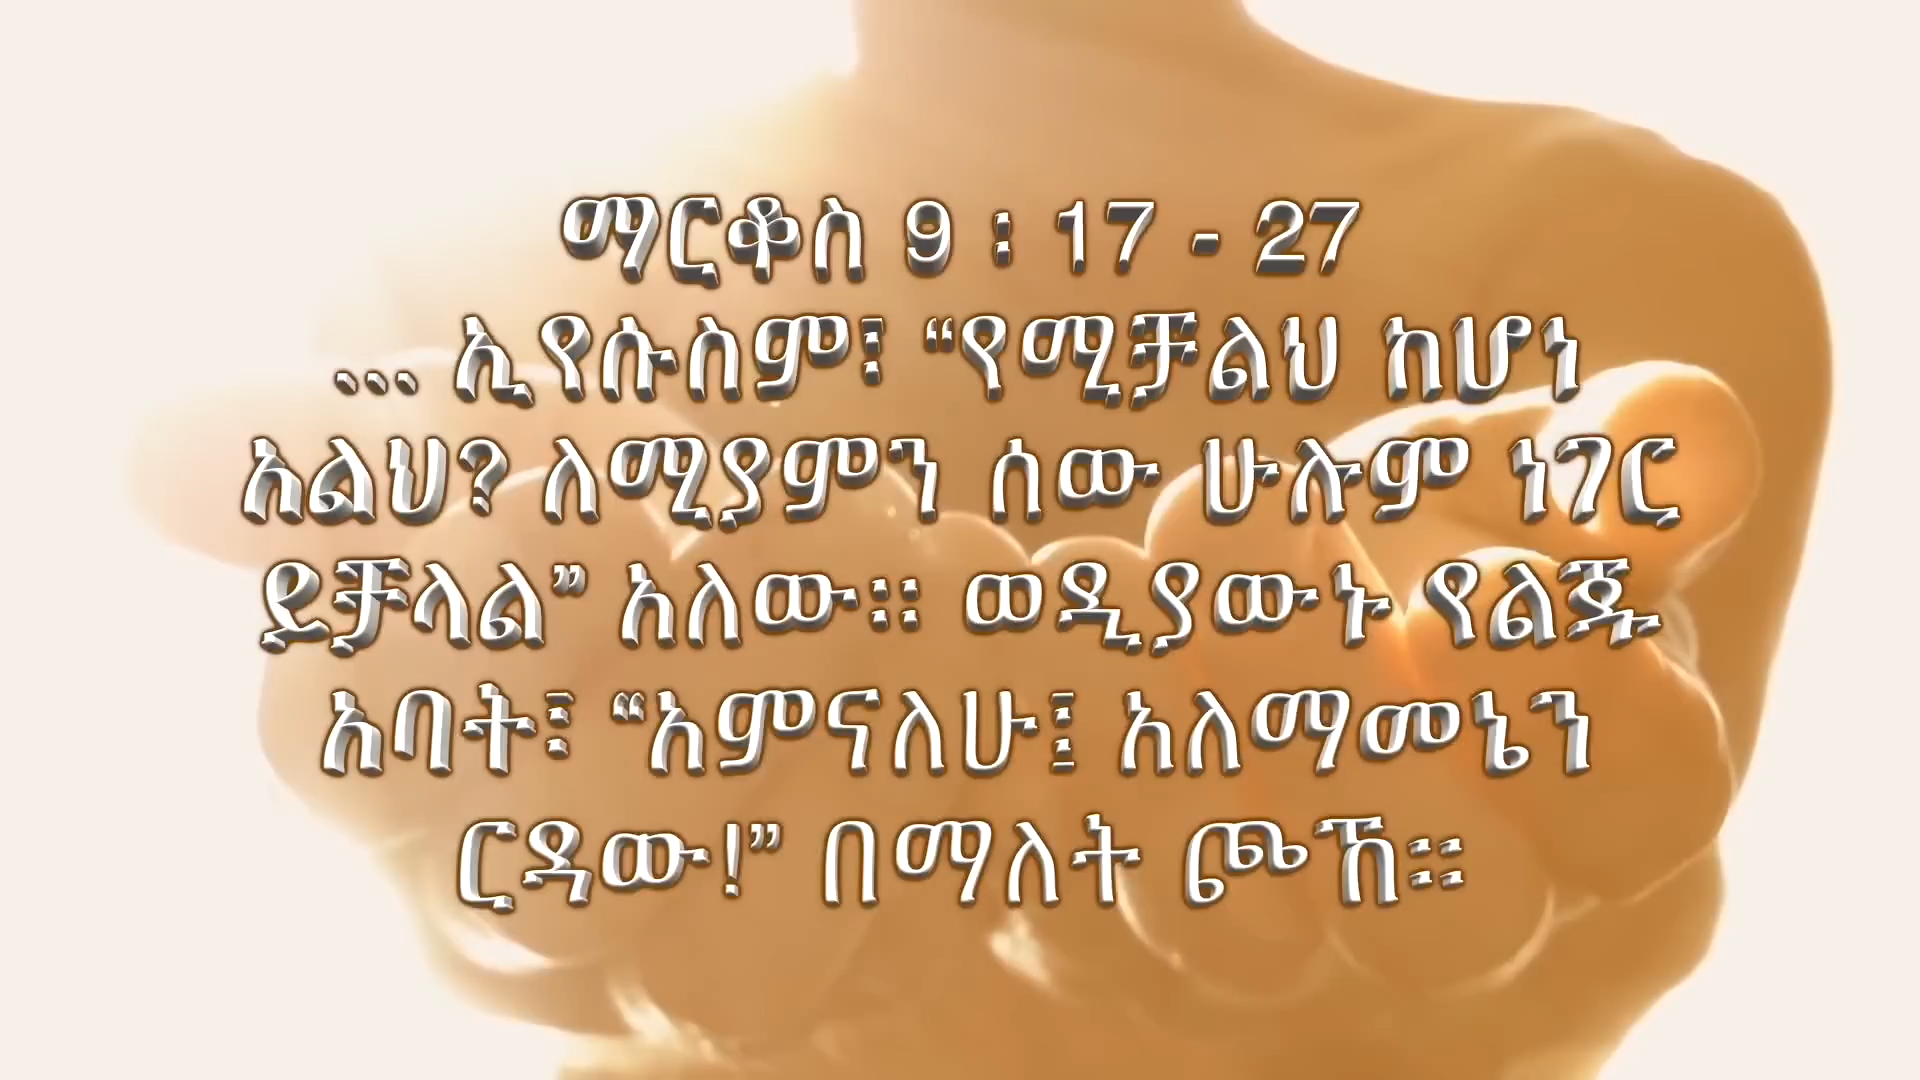 ማርቆስ 9 ፡ 17 - 27
... ኢየሱስም፤ “የሚቻልህ ከሆነ
አልህ? ለሚያምን ሰው ሁሉም ነገር
ይቻላል” አለው። ወዲያውኑ የልጁ
አባት፤ “አምናለሁ፤ አለማመኔን
ርዳው!” በማለት ጮኸ።